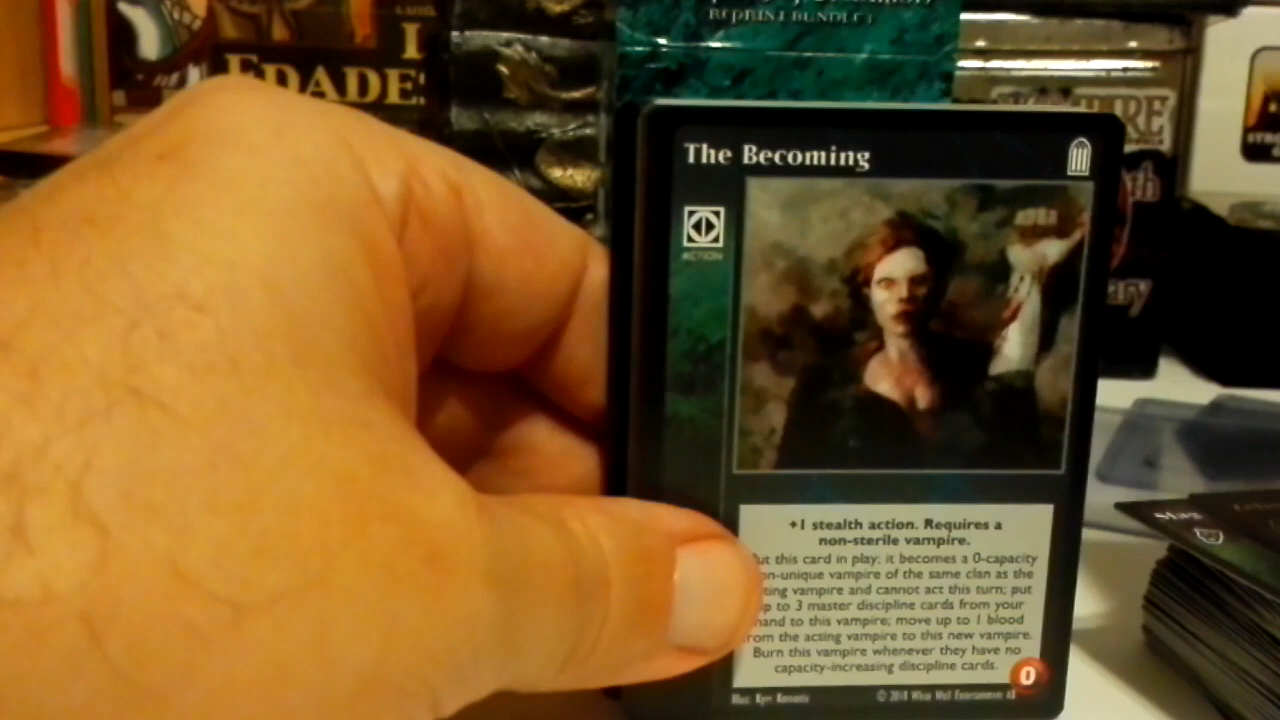 REPRINT BUNDLE 1
EDADES
The Becoming
ACTION
+1 stealth action. Requires a
non-sterile vampire.
ut this card in play; it becomes a 0-capacity
on-unique vampire of the same clan as the
ting vampire and cannot act this turn; put
p to 3 master discipline cards from your
hand to this vampire; move up to 1 blood
from the acting vampire to this new vampire.
Burn this vampire whenever they have no
capacity-increasing discipline cards.
0
Illus:
© 2018 White Wolf Entertainment AB